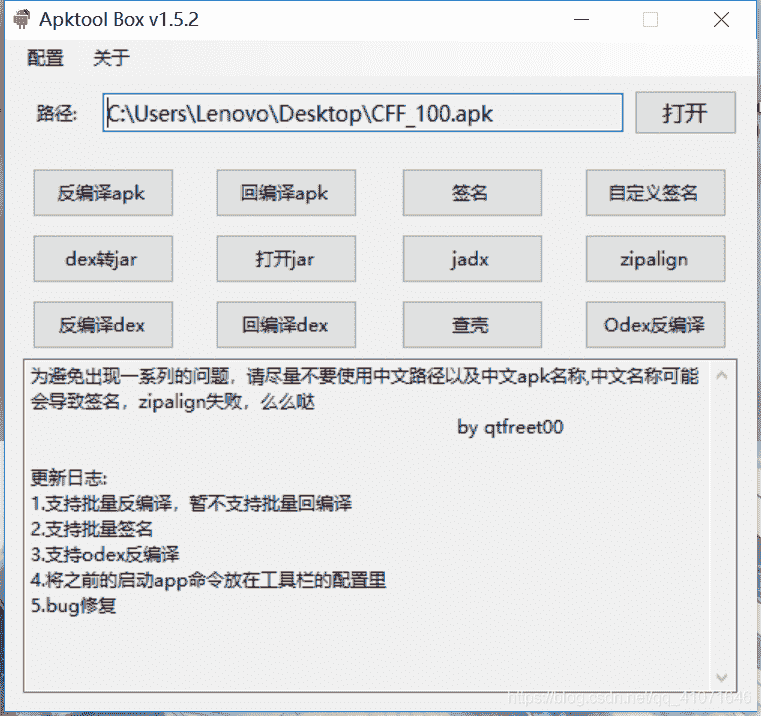 Apktool Box v1.5.2
配置 关于
路径: C:\Users\Lenovo\Desktop\CFF_100.apk 打开
反编译apk 回编译apk 签名 自定义签名
dex转jar 打开jar jadx zipalign
反编译dex 回编译dex 查壳 Odex反编译
为避免出现一系列的问题，请尽量不要使用中文路径以及中文apk名称,中文名称可能
会导致签名，zipalign失败，么么哒
by qtfreet00
更新日志:
1.支持批量反编译，暂不支持批量回编译
2.支持批量签名
3.支持odex反编译
4.将之前的启动app命令放在工具栏的配置里
5.bug修复
https://blog.csdn.net/qq_41071646